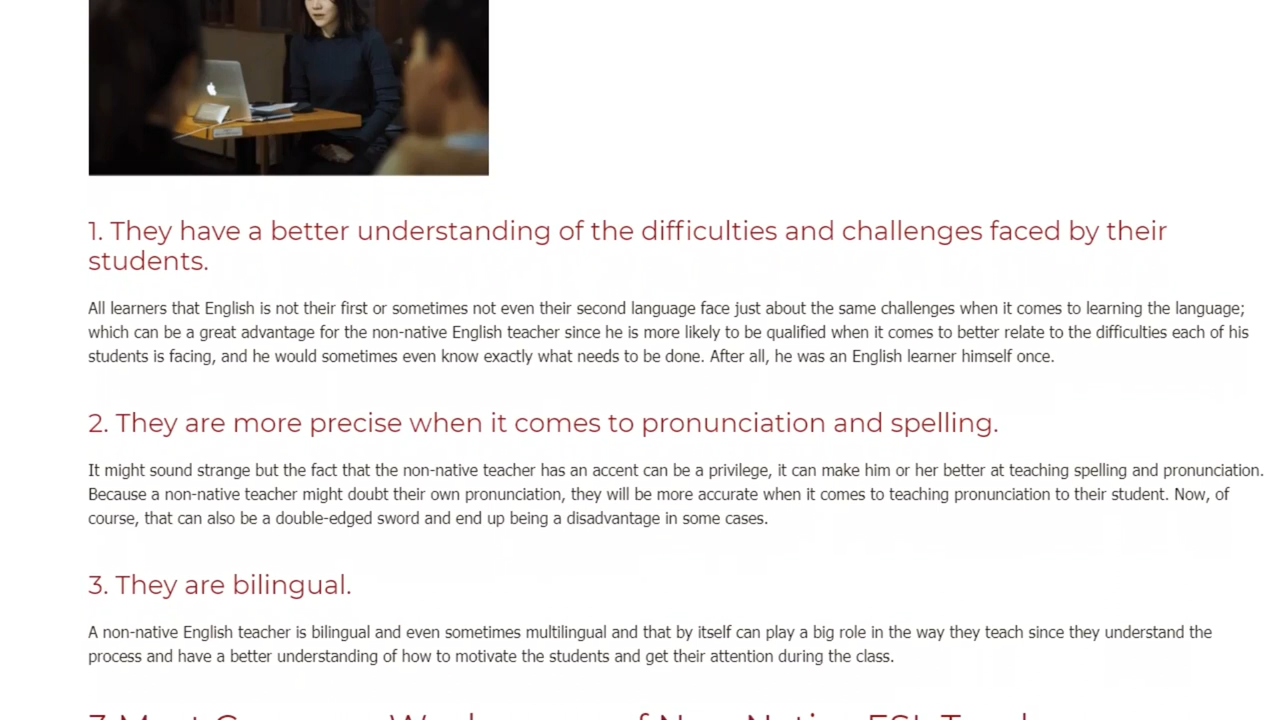 1. They have a better understanding of the difficulties and challenges faced by their
students.
All learners that English is not their first or sometimes not even their second language face just about the same challenges when it comes to learning the language;
which can be a great advantage for the non-native English teacher since he is more likely to be qualified when it comes to better relate to the difficulties each of his
students is facing, and he would sometimes even know exactly what needs to be done. After all, he was an English learner himself once.
2. They are more precise when it comes to pronunciation and spelling.
It might sound strange but the fact that the non-native teacher has an accent can be a privilege, it can make him or her better at teaching spelling and pronunciation.
Because a non-native teacher might doubt their own pronunciation, they will be more accurate when it comes to teaching pronunciation to their student. Now, of
course, that can also be a double-edged sword and end up being a disadvantage in some cases.
3. They are bilingual.
A non-native English teacher is bilingual and even sometimes multilingual and that by itself can play a big role in the way they teach since they understand the
process and have a better understanding of how to motivate the students and get their attention during the class.